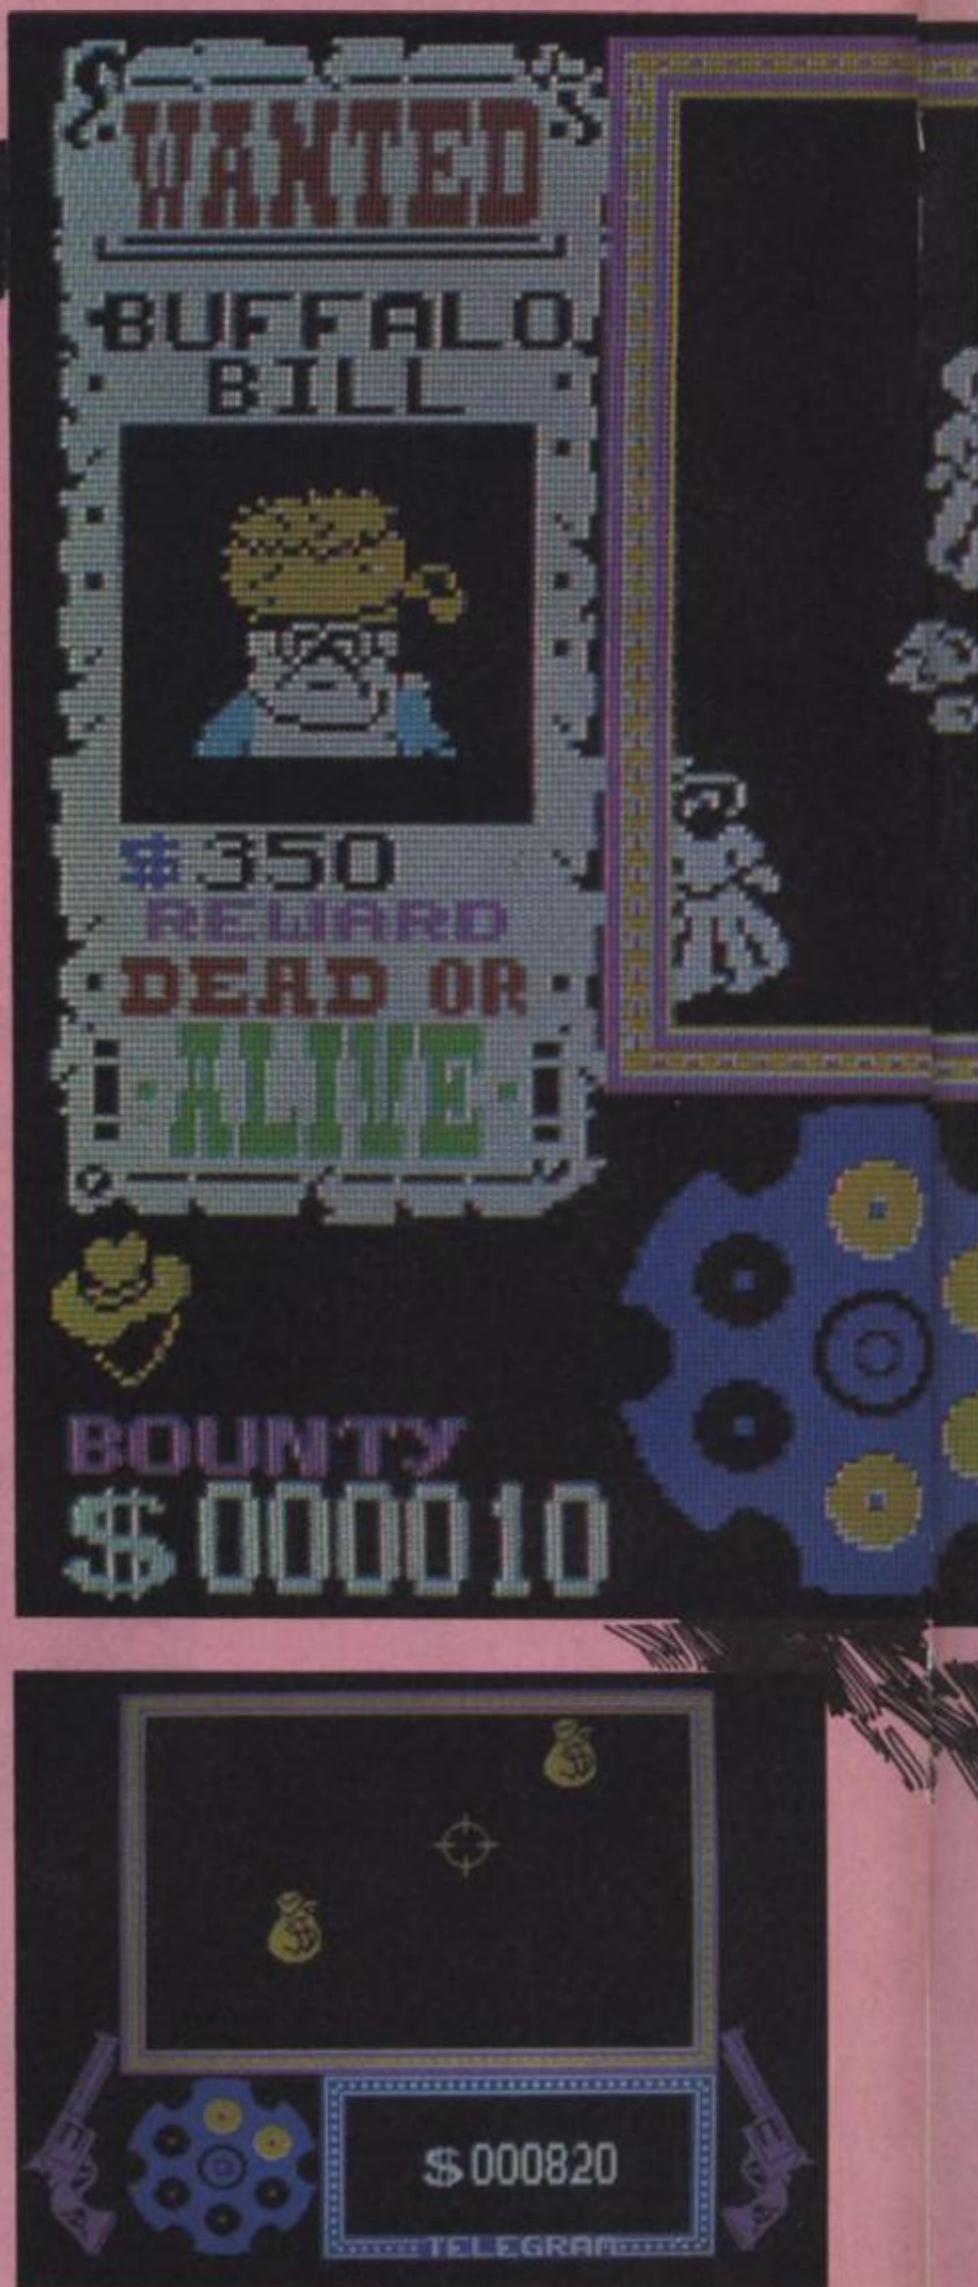 WANTED
BUFFALO
BILL
$350
REWARD
DEAD OR
ALIVE
BOUNTY
$000010
$000820
TELEGRAM